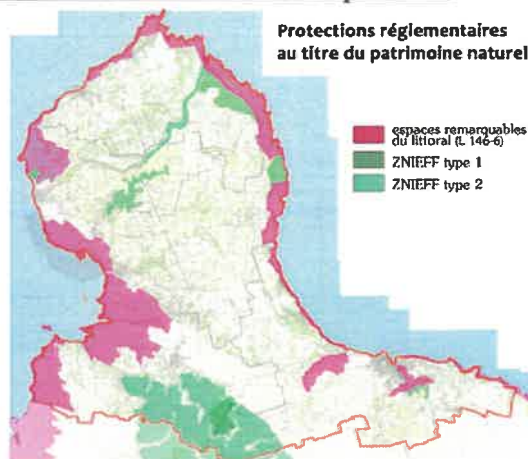 Protections réglementaires
au titre du patrimoine naturel
espaces remarquables
du littoral (L 146-6)
ZNIEFF type 1
ZNIEFF type 2